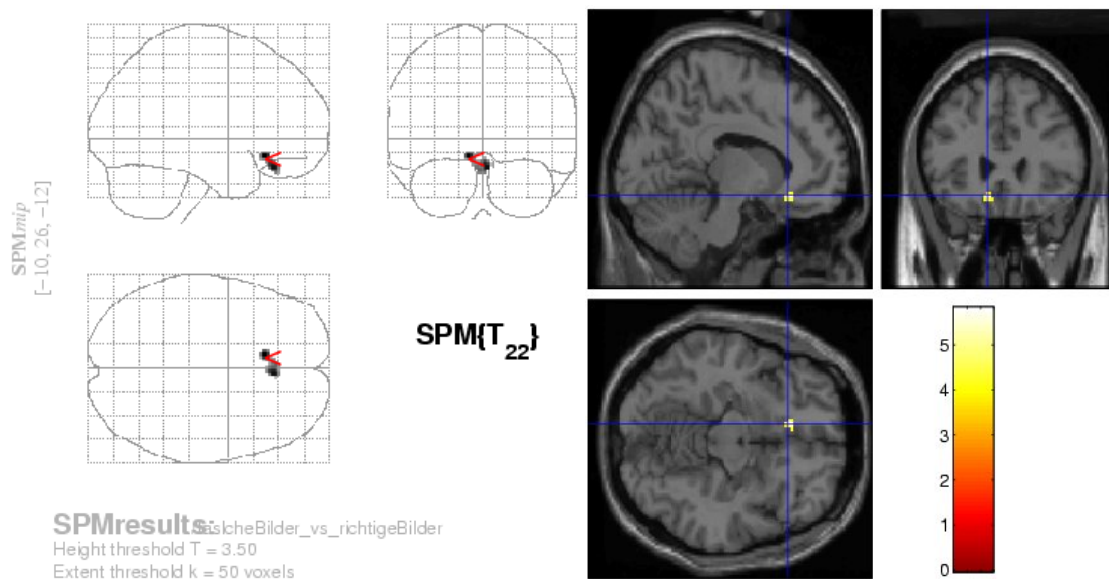 SPMmip
[-10, 26, -12]
SPM{T22}
SPMresults:
Bilder_vs_richtigeBilder
Height threshold T = 3.50
Extent threshold k = 50 voxels
5
4
3
2
1
0